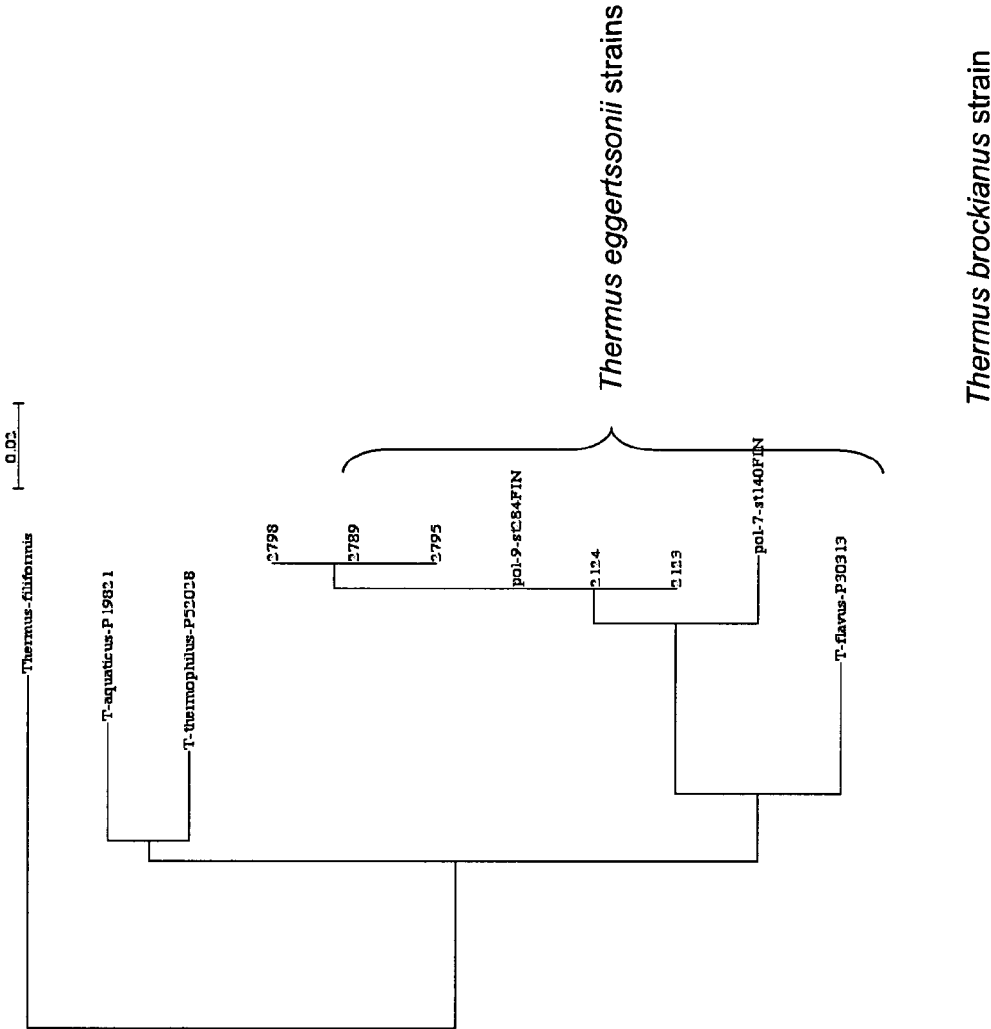 Thermus-filiformis
T-aquaticus-P19821
T-thermophilus-P52028
2798
2789
2795
pol-9-st284FIN
2124
2123
pol-7-st140FIN
T-flavus-P30313
0.02
Thermus eggertssonii strains
Thermus brockianus strain